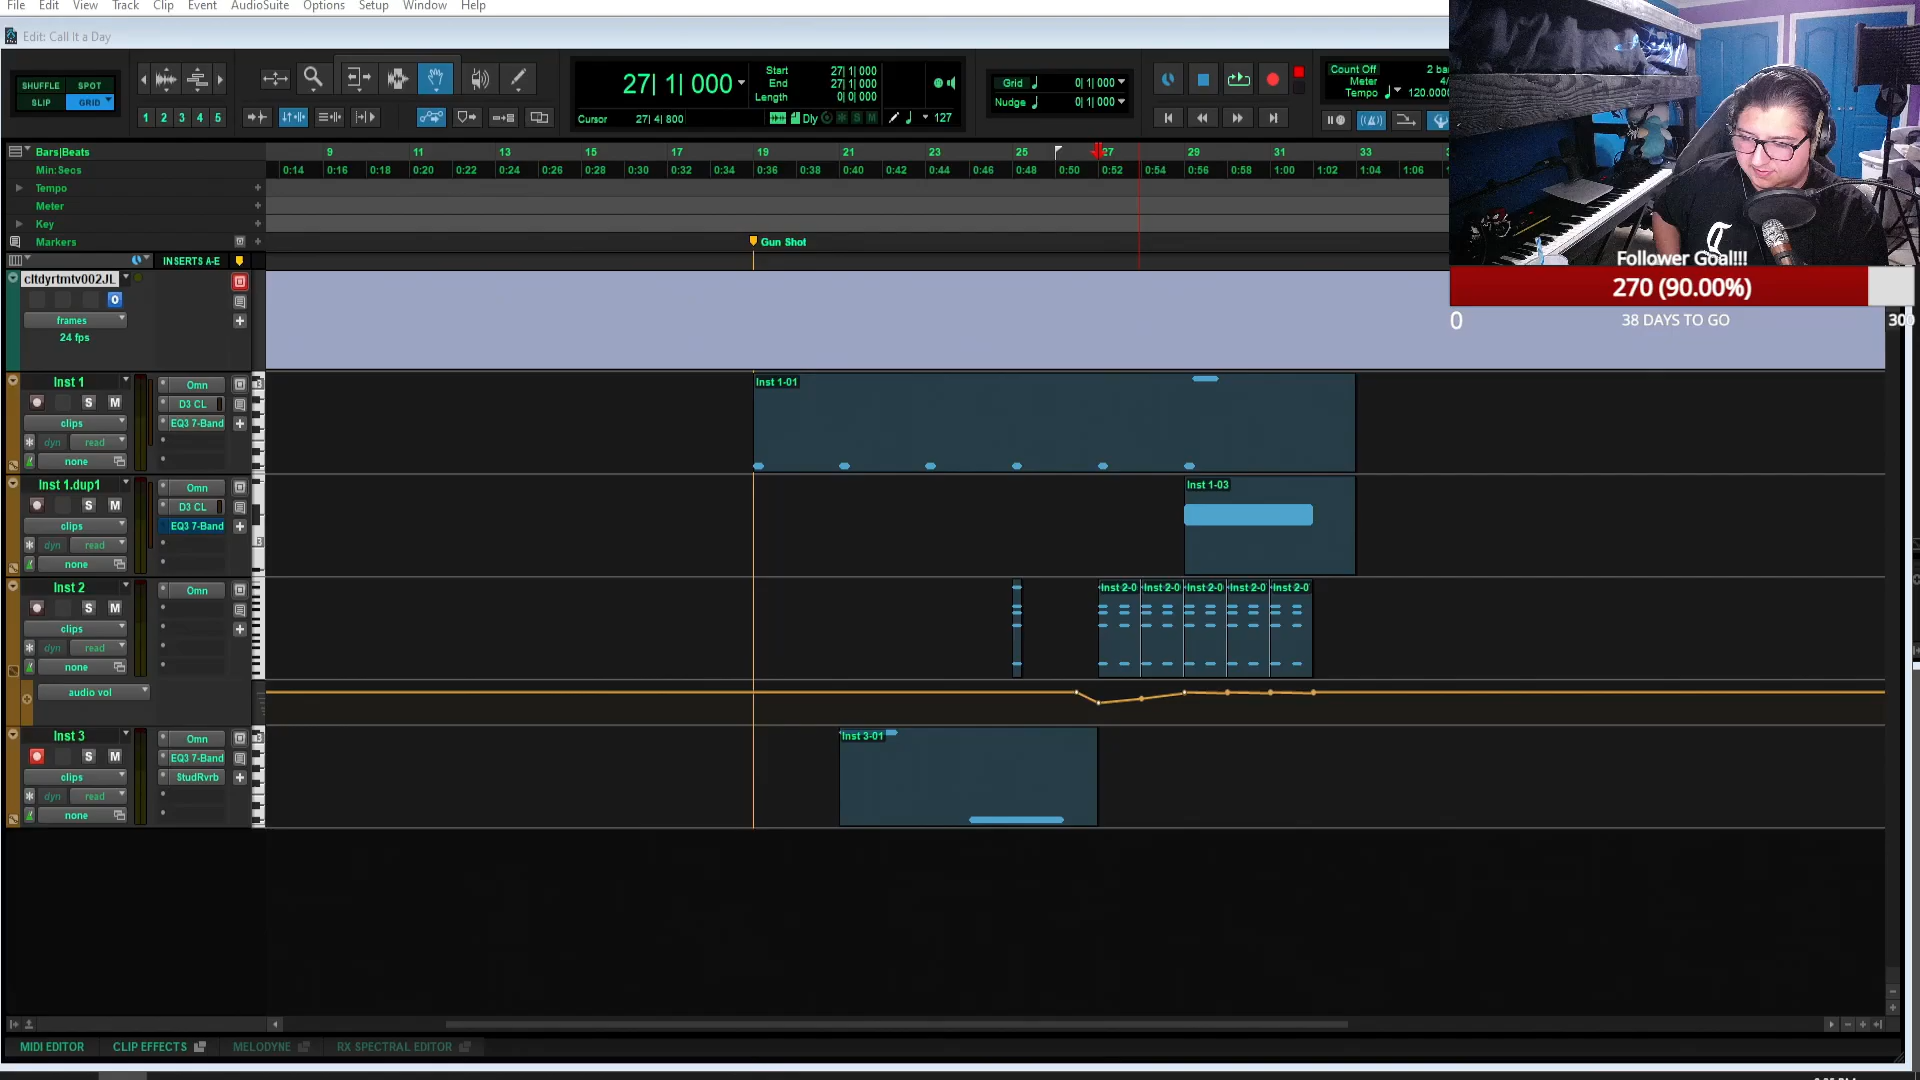 File Edit View Track Clip Event AudioSuite Options Setup Window Help
Edit: Call It a Day
SHUFFLE SPOT
SLIP GRID
1 2 3 4 5
27| 1| 000
Start 27| 1| 000
End 27| 1| 000
Length 0| 0| 000
Cursor 27| 4| 800
Dly S M 127
Grid 0| 1| 000
Nudge 0| 1| 000
Count Off 2 ba
Meter 4/
Tempo 120.0000
Bars|Beats 9 11 13 15 17 19 21 23 25 27 29 31 33
Min:Secs 0:14 0:16 0:18 0:20 0:22 0:24 0:26 0:28 0:30 0:32 0:34 0:36 0:38 0:40 0:42 0:44 0:46 0:48 0:50 0:52 0:54 0:56 0:58 1:00 1:02 1:04 1:06
Tempo
Meter
Key
Markers
Gun Shot
INSERTS A-E
cltdyrtmtv002JL
O
frames
24 fps
Follower Goal!!!
270 (90.00%)
0 38 DAYS TO GO 300
Inst 1
S M
clips
dyn read
none
Omn
D3 CL
EQ3 7-Band
3
Inst 1-01
Inst 1.dup1
S M
clips
dyn read
none
Omn
D3 CL
EQ3 7-Band
3
Inst 1-03
Inst 2
S M
clips
dyn read
none
Omn
Inst 2-0 Inst 2-0 Inst 2-0 Inst 2-0 Inst 2-0
audio vol
Inst 3
S M
clips
dyn read
none
Omn
EQ3 7-Band
StudRvrb
3
Inst 3-01
MIDI EDITOR CLIP EFFECTS MELODYNE RX SPECTRAL EDITOR